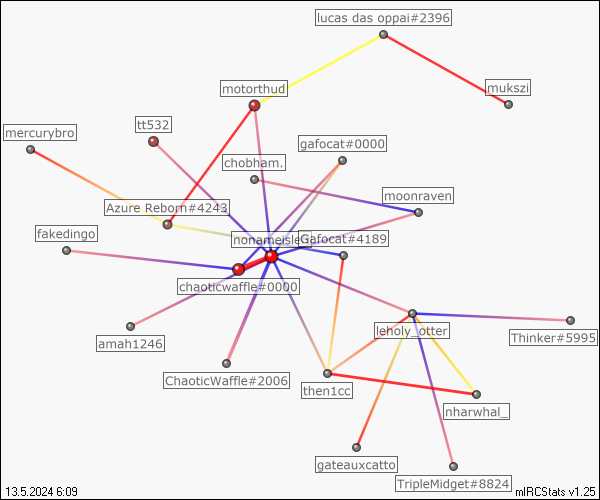 lucas das oppai#2396
motorthud
mukszi
tt532
mercurybro
gafocat#0000
chobham.
moonraven
Azure Reborn#4243
fakedingo
Gafocat#4189
chaoticwaffle#0000
leholy_otter
Thinker#5995
amah1246
ChaoticWaffle#2006
then1cc
nharwhal_
gateauxcatto
TripleMidget#8824
13.5.2024 6:09
mIRCStats v1.25